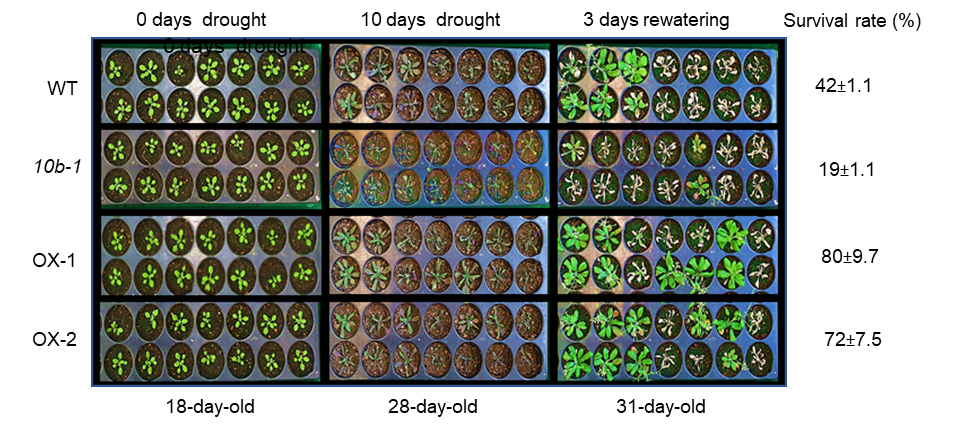 0 days drought 10 days drought 3 days rewatering Survival rate (%)
0 days drought
WT 42±1.1
10b-1 19±1.1
OX-1 80±9.7
OX-2 72±7.5
18-day-old 28-day-old 31-day-old